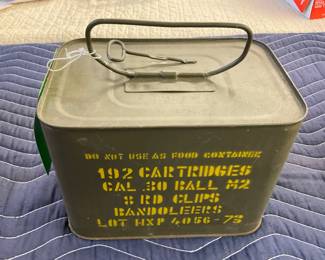 DO NOT USE AS FOOD CONTAINER
192 CARTRIDGES
CAL .30 BALL M2
8 RD CLIPS
BANDOLEERS
LOT HXP 4056-73